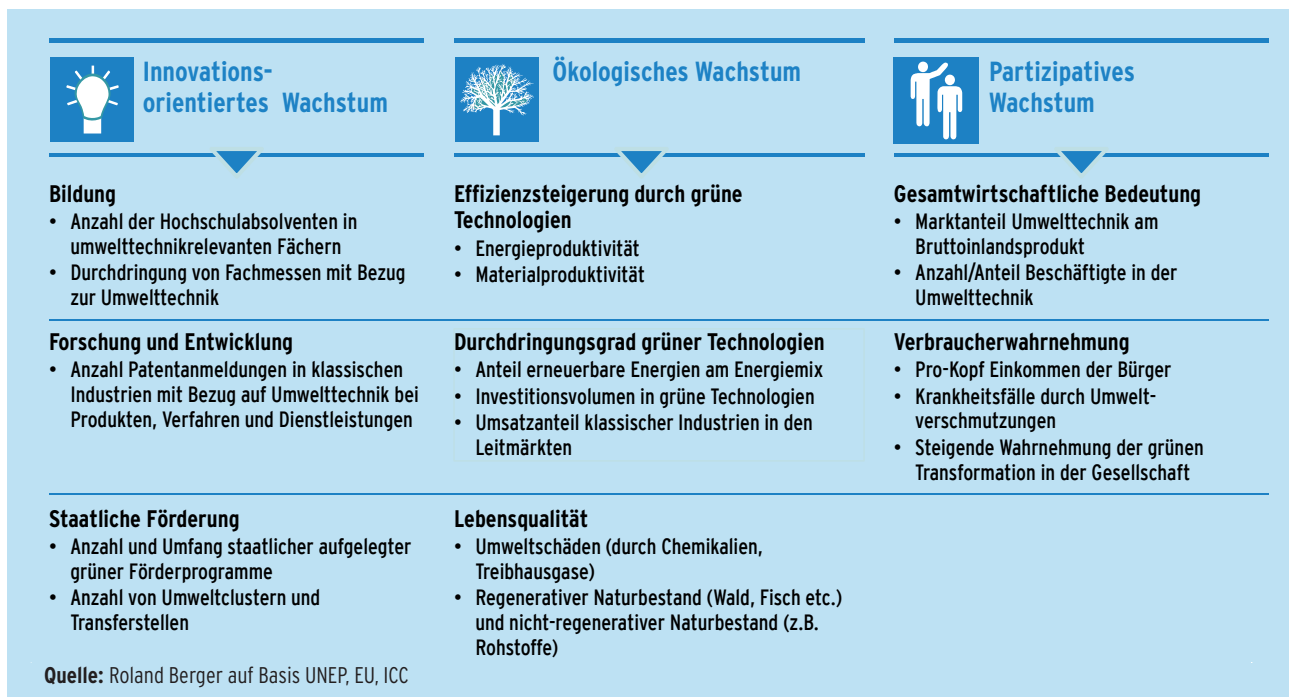 Innovations-
orientiertes Wachstum
Ökologisches Wachstum
Partizipatives
Wachstum
Bildung
• Anzahl der Hochschulabsolventen in
umwelttechnikrelevanten Fächern
• Durchdringung von Fachmessen mit Bezug
zur Umwelttechnik
Effizienzsteigerung durch grüne
Technologien
• Energieproduktivität
• Materialproduktivität
Gesamtwirtschaftliche Bedeutung
• Marktanteil Umwelttechnik am
Bruttoinlandsprodukt
• Anzahl/Anteil Beschäftigte in der
Umwelttechnik
Forschung und Entwicklung
• Anzahl Patentanmeldungen in klassischen
Industrien mit Bezug auf Umwelttechnik bei
Produkten, Verfahren und Dienstleistungen
Durchdringungsgrad grüner Technologien
• Anteil erneuerbare Energien am Energiemix
• Investitionsvolumen in grüne Technologien
• Umsatzanteil klassischer Industrien in den
Leitmärkten
Verbraucherwahrnehmung
• Pro-Kopf Einkommen der Bürger
• Krankheitsfälle durch Umwelt-
verschmutzungen
• Steigende Wahrnehmung der grünen
Transformation in der Gesellschaft
Staatliche Förderung
• Anzahl und Umfang staatlicher aufgelegter
grüner Förderprogramme
• Anzahl von Umweltclustern und
Transferstellen
Lebensqualität
• Umweltschäden (durch Chemikalien,
Treibhausgase)
• Regenerativer Naturbestand (Wald, Fisch etc.)
und nicht-regenerativer Naturbestand (z.B.
Rohstoffe)
Quelle: Roland Berger auf Basis UNEP, EU, ICC